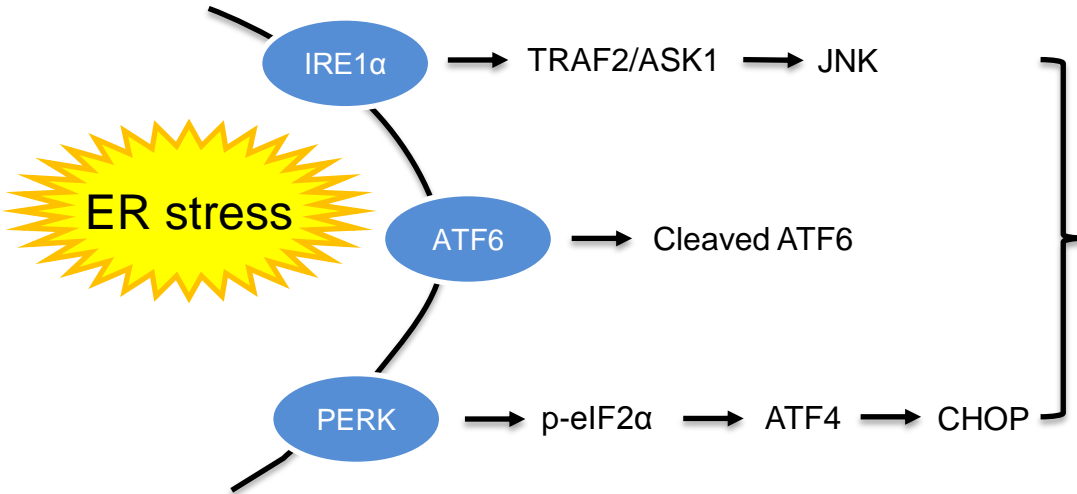 IRE1α
TRAF2/ASK1
JNK
ER stress
ATF6
Cleaved ATF6
PERK
p-eIF2α
ATF4
CHOP